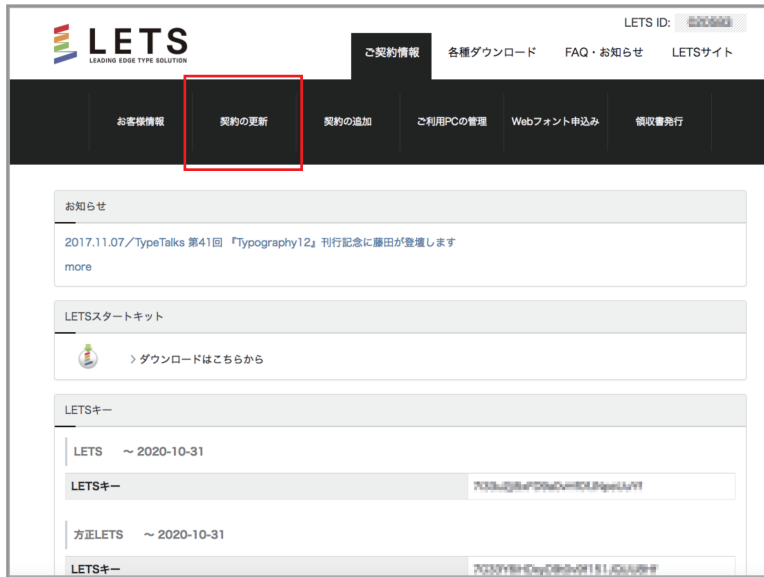 LETS ID:
LETS
LEADING EDGE TYPE SOLUTION
ご契約情報 各種ダウンロード FAQ・お知らせ LETSサイト
お客様情報 契約の更新 契約の追加 ご利用PCの管理 Webフォント申込み 領収書発行
お知らせ
2017.11.07／TypeTalks 第41回 『Typography12』刊行記念に藤田が登壇します
more
LETSスタートキット
> ダウンロードはこちらから
LETSキー
LETS ～ 2020-10-31
LETSキー
方正LETS ～ 2020-10-31
LETSキー